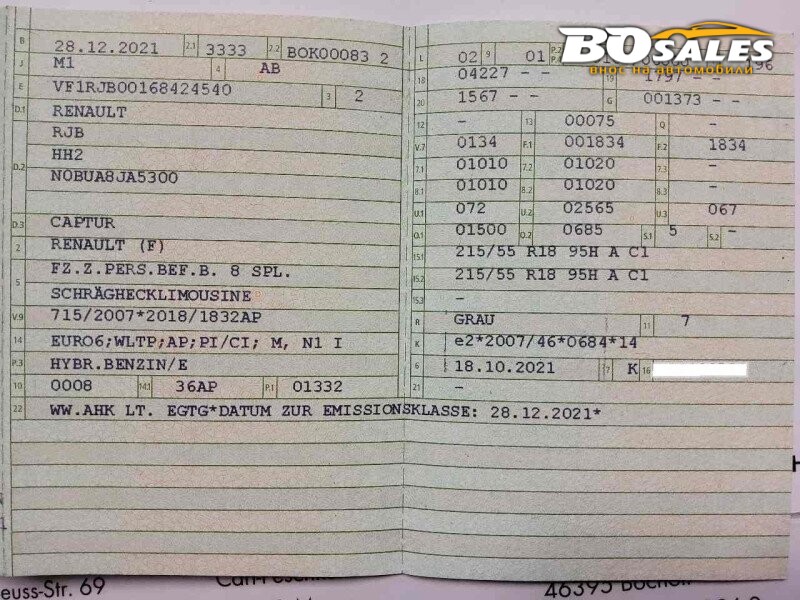 BOSALES
внос на автомобили
B 28.12.2021 2.1 3333 2.2 BOK00083 2
J M1 4 AB
E VF1RJB00168424540 3 2
D.1 RENAULT
RJB
D.2 HH2
N0BUA8JA5300
D.3 CAPTUR
2 RENAULT (F)
5 FZ.Z.PERS.BEF.B. 8 SPL.
SCHRÄGHECKLIMOUSINE
V.9 715/2007*2018/1832AP
14 EURO6;WLTP;AP;PI/CI; M, N1 I
P.3 HYBR.BENZIN/E
10 0008 14.1 36AP P.1 01332
22 WW.AHK LT. EGTG*DATUM ZUR EMISSIONSKLASSE: 28.12.2021*
L 02 9 01
18 04227 - - 19 1797 - -
20 1567 - - G 001373 - -
12 - 13 00075 Q -
V.7 0134 F.1 001834 F.2 1834
7.1 01010 7.2 01020 7.3 -
8.1 01010 8.2 01020 8.3 -
U.1 072 U.2 02565 U.3 067
O.1 01500 O.2 0685 S.1 5 S.2 -
15.1 215/55 R18 95H A C1
15.2 215/55 R18 95H A C1
15.3 -
R GRAU 11 7
K e2*2007/46*0684*14
6 18.10.2021 17 K 16
21 -
euss-Str. 69
46395